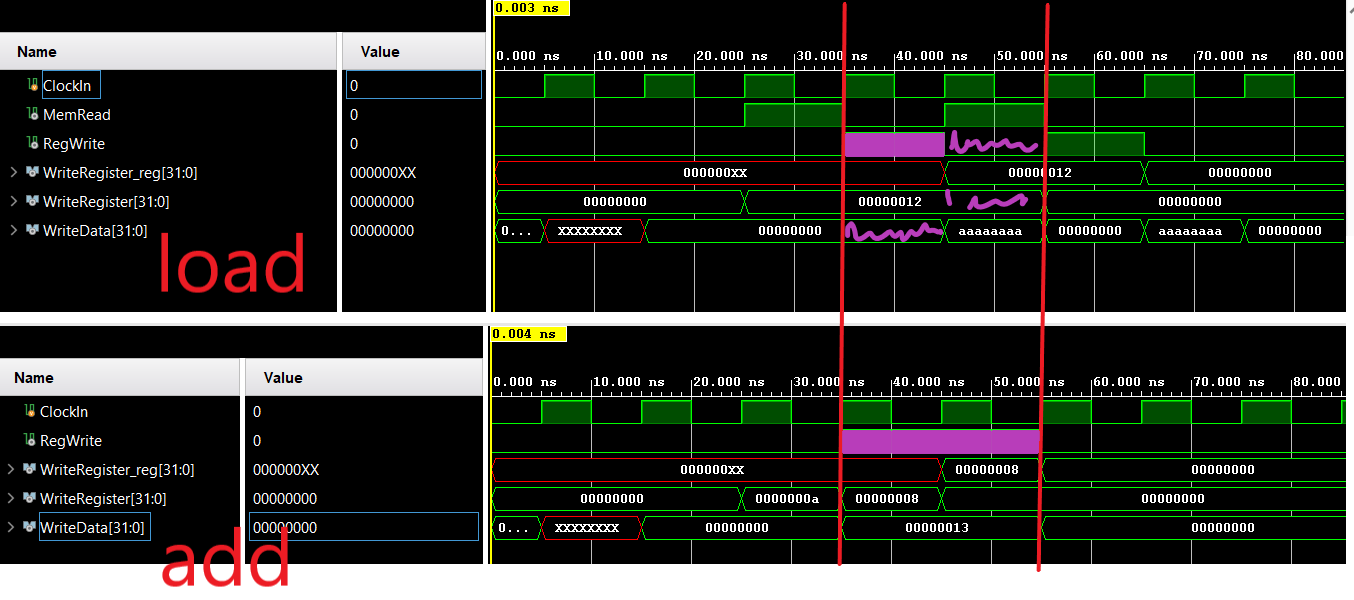 0.003 ns
Name Value
0.000 ns 10.000 ns 20.000 ns 30.000 ns 40.000 ns 50.000 ns 60.000 ns 70.000 ns 80.000
ClockIn 0
MemRead 0
RegWrite 0
WriteRegister_reg[31:0] 000000XX 000000XX 00000012 00000000
WriteRegister[31:0] 00000000 00000000 00000012 00000000
WriteData[31:0] 00000000 0... XXXXXXXX 00000000 aaaaaaaa 00000000 aaaaaaaa 00000000
load
0.004 ns
Name Value
0.000 ns 10.000 ns 20.000 ns 30.000 ns 40.000 ns 50.000 ns 60.000 ns 70.000 ns 80.000
ClockIn 0
RegWrite 0
WriteRegister_reg[31:0] 000000XX 000000XX 00000008 00000000
WriteRegister[31:0] 00000000 00000000 0000000a 00000008 00000000
WriteData[31:0] 00000000 0... XXXXXXXX 00000000 00000013 00000000
add